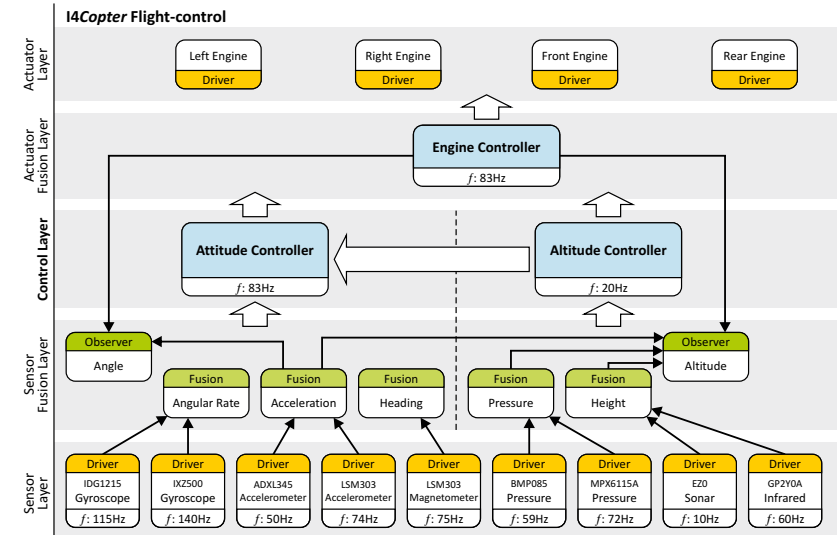 I4Copter Flight-control
Actuator
Layer
Left Engine
Driver
Right Engine
Driver
Front Engine
Driver
Rear Engine
Driver
Actuator
Fusion Layer
Engine Controller
f: 83Hz
Control Layer
Attitude Controller
f: 83Hz
Altitude Controller
f: 20Hz
Sensor
Fusion Layer
Observer
Angle
Observer
Altitude
Fusion
Angular Rate
Fusion
Acceleration
Fusion
Heading
Fusion
Pressure
Fusion
Height
Sensor
Layer
Driver
IDG1215
Gyroscope
f: 115Hz
Driver
IXZ500
Gyroscope
f: 140Hz
Driver
ADXL345
Accelerometer
f: 50Hz
Driver
LSM303
Accelerometer
f: 74Hz
Driver
LSM303
Magnetometer
f: 75Hz
Driver
BMP085
Pressure
f: 59Hz
Driver
MPX6115A
Pressure
f: 72Hz
Driver
EZ0
Sonar
f: 10Hz
Driver
GP2Y0A
Infrared
f: 60Hz